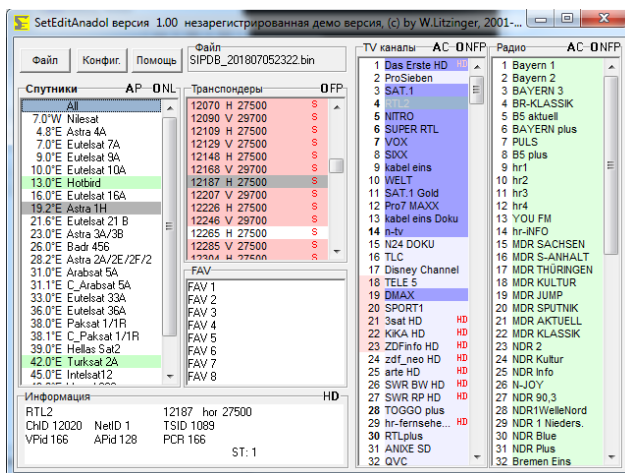 SetEditAnadol версия 1.00 незарегистрированная демо версия, (c) by W.Litzinger, 2001-...
Файл Конфиг. Помощь
Файл
SIPDB_201807052322.bin
Спутники AP ONL
All
7.0°W Nilesat
4.8°E Astra 4A
7.0°E Eutelsat 7A
9.0°E Eutelsat 9A
10.0°E Eutelsat 10A
13.0°E Hotbird
16.0°E Eutelsat 16A
19.2°E Astra 1H
21.6°E Eutelsat 21 B
23.0°E Astra 3A/3B
26.0°E Badr 456
28.2°E Astra 2A/2E/2F/2
31.0°E Arabsat 5A
31.1°E C_Arabsat 5A
33.0°E Eutelsat 33A
36.0°E Eutelsat 36A
38.0°E Paksat 1/1R
38.1°E C_Paksat 1/1R
39.0°E Hellas Sat2
42.0°E Turksat 2A
45.0°E Intelsat12
Транспондеры OFP
12070 H 27500 S
12090 V 29700 S
12109 H 27500 S
12129 V 27500 S
12148 H 27500 S
12168 V 29700 S
12187 H 27500 S
12207 V 29700 S
12226 H 27500 S
12246 V 29700 S
12265 H 27500 S
12285 V 27500 S
12304 H 27500 S
FAV
FAV 1
FAV 2
FAV 3
FAV 4
FAV 5
FAV 6
FAV 7
FAV 8
Информация HD
RTL2 12187 hor 27500
ChID 12020 NetID 1 TSID 1089
VPid 166 APid 128 PCR 166
ST: 1
TV каналы AC ONFP
1 Das Erste HD HD
2 ProSieben
3 SAT.1
4 RTL2
5 NITRO
6 SUPER RTL
7 VOX
8 SIXX
9 kabel eins
10 WELT
11 SAT.1 Gold
12 Pro7 MAXX
13 kabel eins Doku
14 n-tv
15 N24 DOKU
16 TLC
17 Disney Channel
18 TELE 5
19 DMAX
20 SPORT1
21 3sat HD HD
22 KiKA HD HD
23 ZDFinfo HD HD
24 zdf_neo HD HD
25 arte HD HD
26 SWR BW HD HD
27 SWR RP HD HD
28 TOGGO plus
29 hr-fernsehe... HD
30 RTLplus
31 ANIXE SD
32 QVC
Радио AC ONFP
1 Bayern 1
2 Bayern 2
3 BAYERN 3
4 BR-KLASSIK
5 B5 aktuell
6 BAYERN plus
7 PULS
8 B5 plus
9 hr1
10 hr2
11 hr3
12 hr4
13 YOU FM
14 hr-iNFO
15 MDR SACHSEN
16 MDR S-ANHALT
17 MDR THÜRINGEN
18 MDR KULTUR
19 MDR JUMP
20 MDR SPUTNIK
21 MDR AKTUELL
22 MDR KLASSIK
23 NDR 2
24 NDR Kultur
25 NDR Info
26 N-JOY
27 NDR 90,3
28 NDR1WelleNord
29 NDR 1 Nieders.
30 NDR Blue
31 NDR Plus
32 Bremen Eins